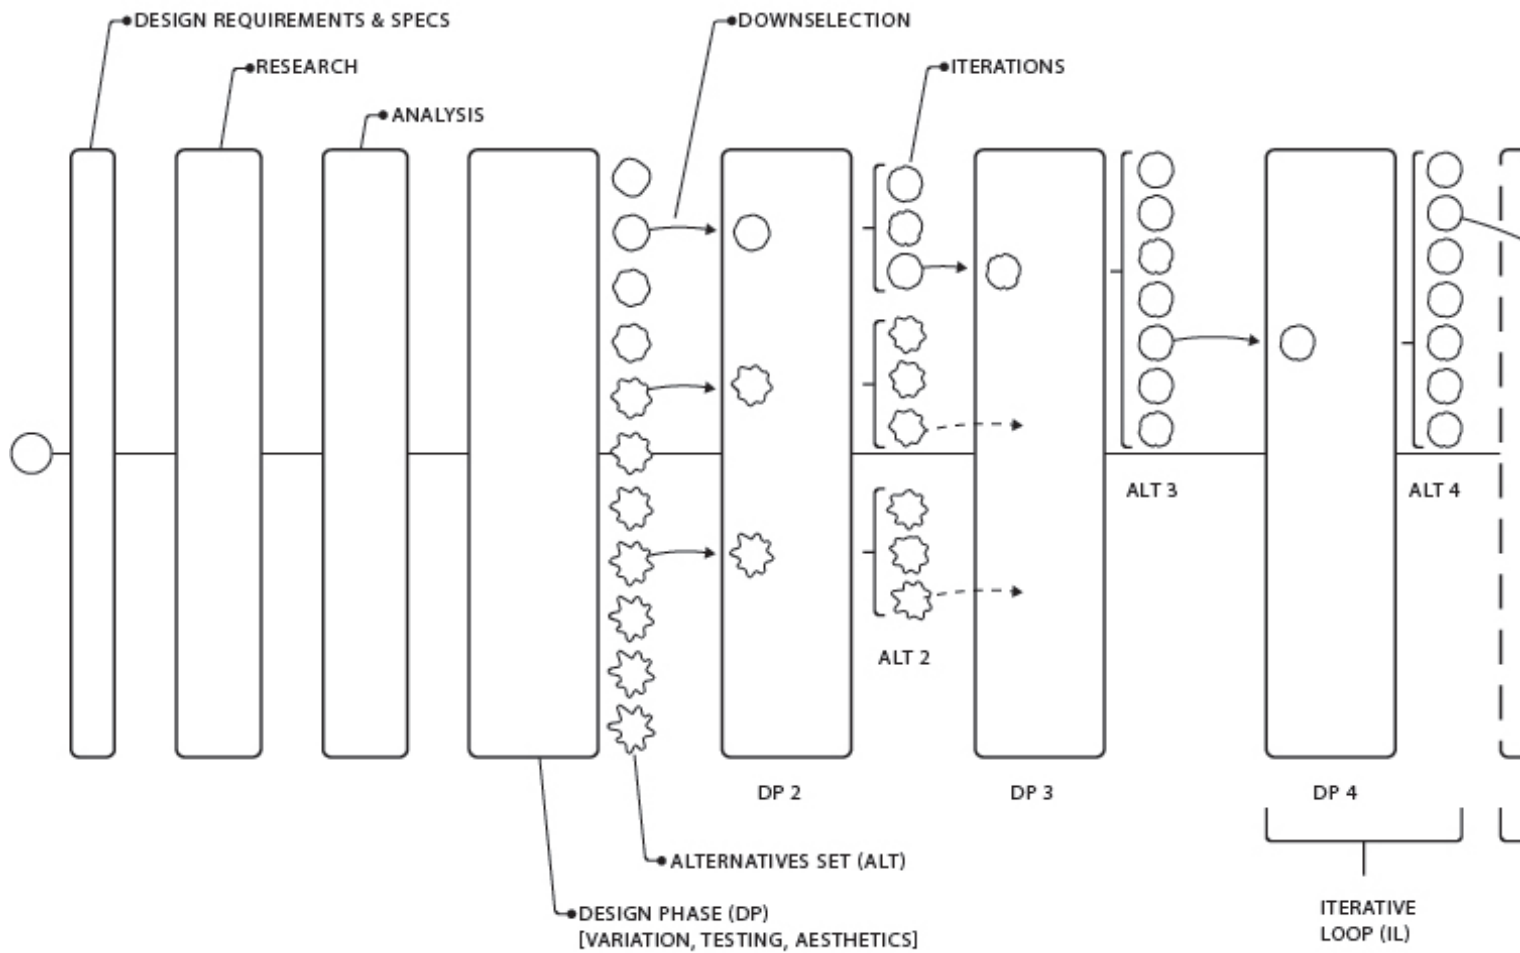 DESIGN REQUIREMENTS & SPECS
DOWNSELECTION
RESEARCH
ITERATIONS
ANALYSIS
ALT 3
ALT 4
ALT 2
DP 2
DP 3
DP 4
ALTERNATIVES SET (ALT)
DESIGN PHASE (DP)
[VARIATION, TESTING, AESTHETICS]
ITERATIVE
LOOP (IL)